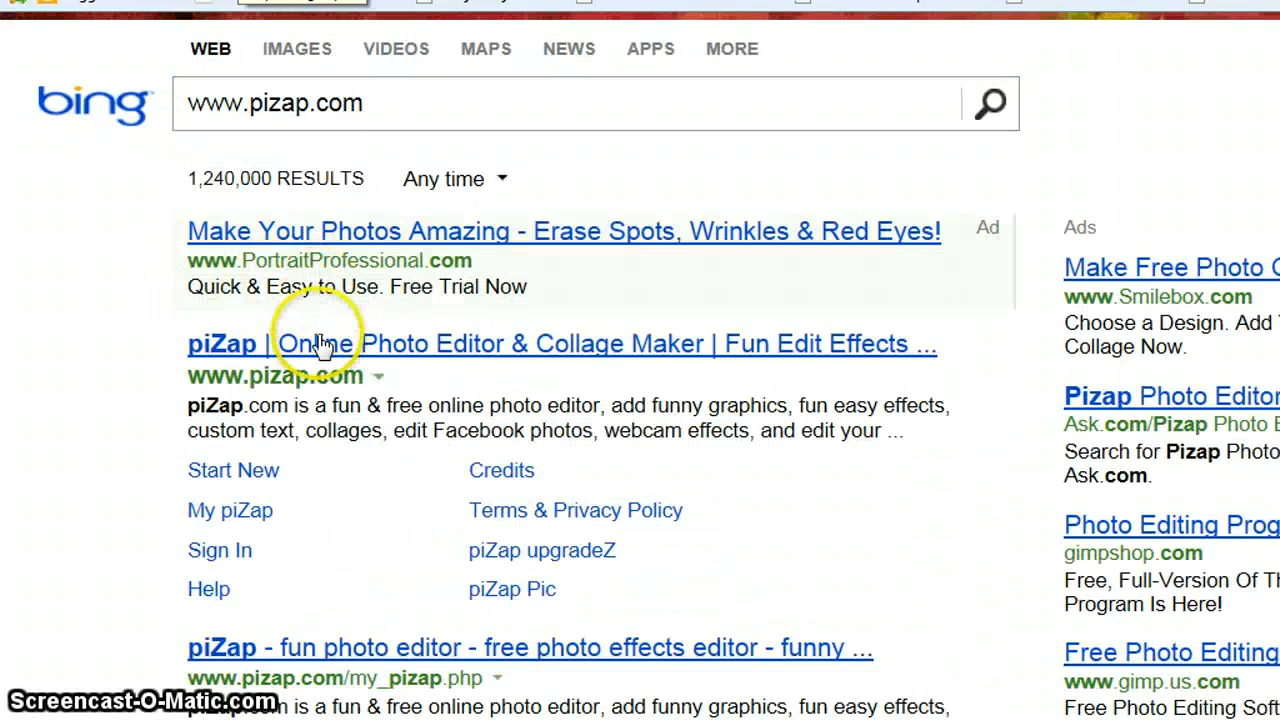 WEB IMAGES VIDEOS MAPS NEWS APPS MORE
bing
www.pizap.com
1,240,000 RESULTS Any time
Make Your Photos Amazing - Erase Spots, Wrinkles & Red Eyes! Ad
www.PortraitProfessional.com
Quick & Easy to Use. Free Trial Now
piZap | Online Photo Editor & Collage Maker | Fun Edit Effects ...
www.pizap.com
piZap.com is a fun & free online photo editor, add funny graphics, fun easy effects,
custom text, collages, edit Facebook photos, webcam effects, and edit your ...
Start New Credits
My piZap Terms & Privacy Policy
Sign In piZap upgradeZ
Help piZap Pic
piZap - fun photo editor - free photo effects editor - funny ...
www.pizap.com/my_pizap.php
piZap.com is a fun & free online photo editor, add funny graphics, fun easy effects,
Ads
Make Free Photo
www.Smilebox.com
Choose a Design. Add
Collage Now.
Pizap Photo Editor
Ask.com/Pizap Photo
Search for Pizap Photo
Ask.com.
Photo Editing Prog
gimpshop.com
Free, Full-Version Of
Program Is Here!
Free Photo Editing
www.gimp.us.com
Free Photo Editing Sof
Screencast-O-Matic.com